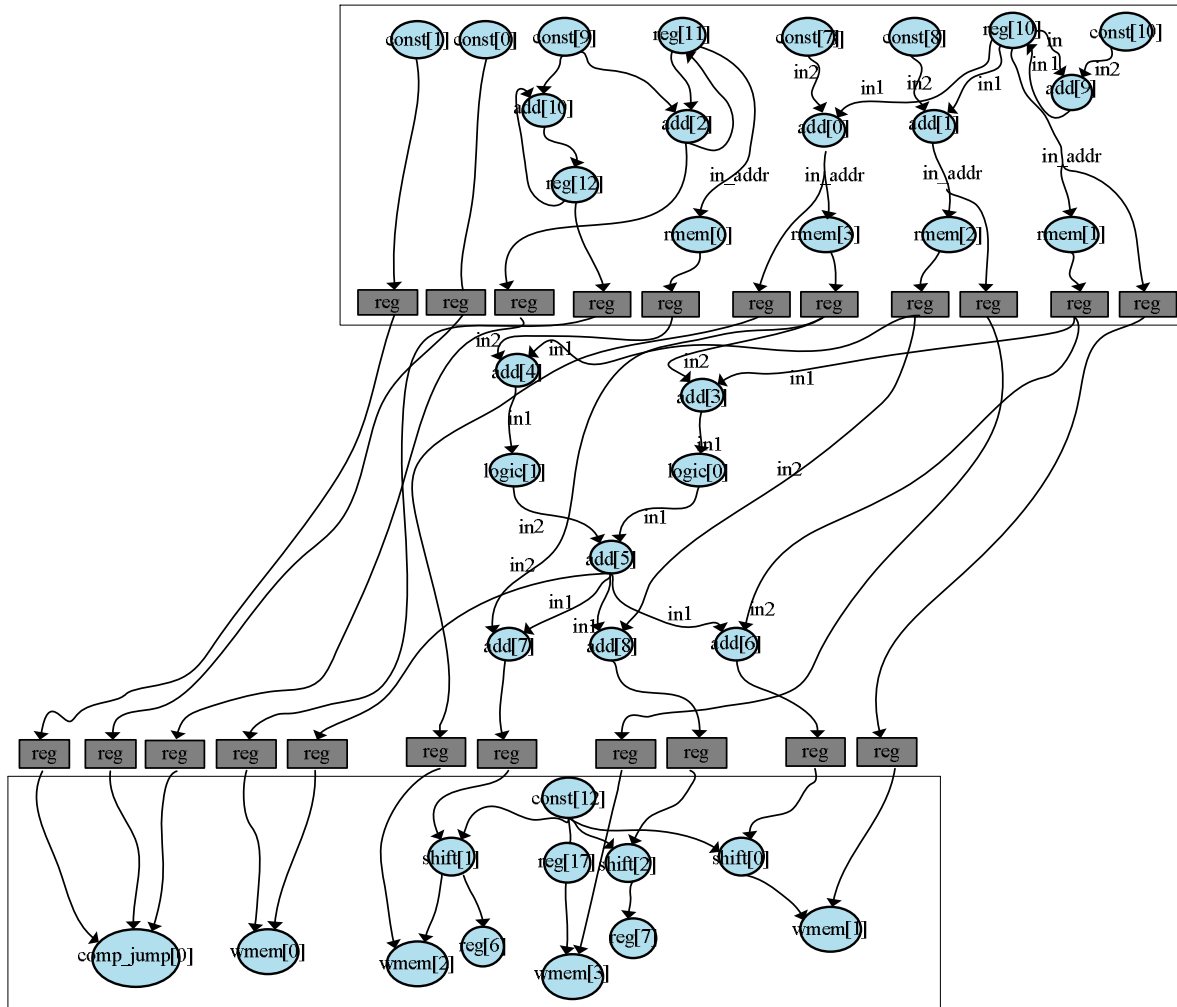 const[1] const[0] const[9] reg[11] const[7] const[8] reg[10] const[10]
in
in1
in2 in2 in1 in1 in2
add[9]
add[10] add[2] add[0] add[1]
in_addr
reg[12] in_addr in_addr in_addr
rmem[0] rmem[3] rmem[2] rmem[1]
reg reg reg reg reg reg reg reg reg reg reg
in2 in1 in2
add[4] in1
add[3]
in1 in1
logic[1] logic[0] in2
in2 in1
add[5]
in2
in1 in1 in1 in2
add[7] add[8] add[6]
reg reg reg reg reg reg reg reg reg reg reg
const[12]
shift[1] reg[17] shift[2] shift[0]
comp_jump[0] wmem[0] wmem[2] reg[6] wmem[3] reg[7] wmem[1]